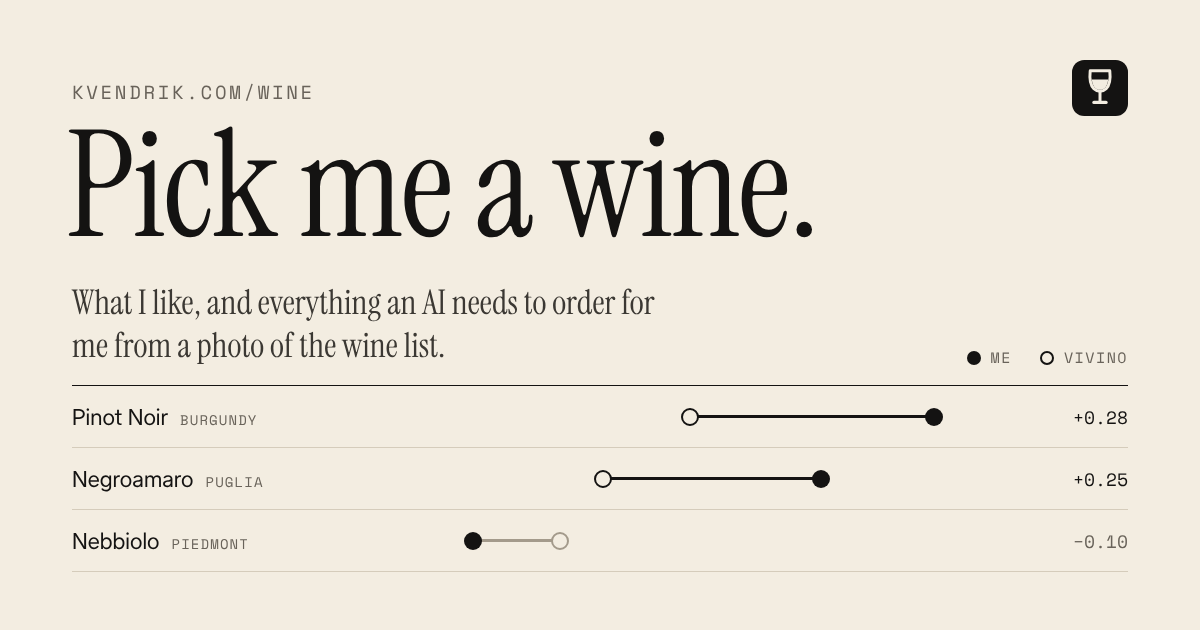 KVENDRIK.COM/WINE
Pick me a wine.
What I like, and everything an AI needs to order for
me from a photo of the wine list.
ME VIVINO
Pinot Noir BURGUNDY +0.28
Negroamaro PUGLIA +0.25
Nebbiolo PIEDMONT −0.10